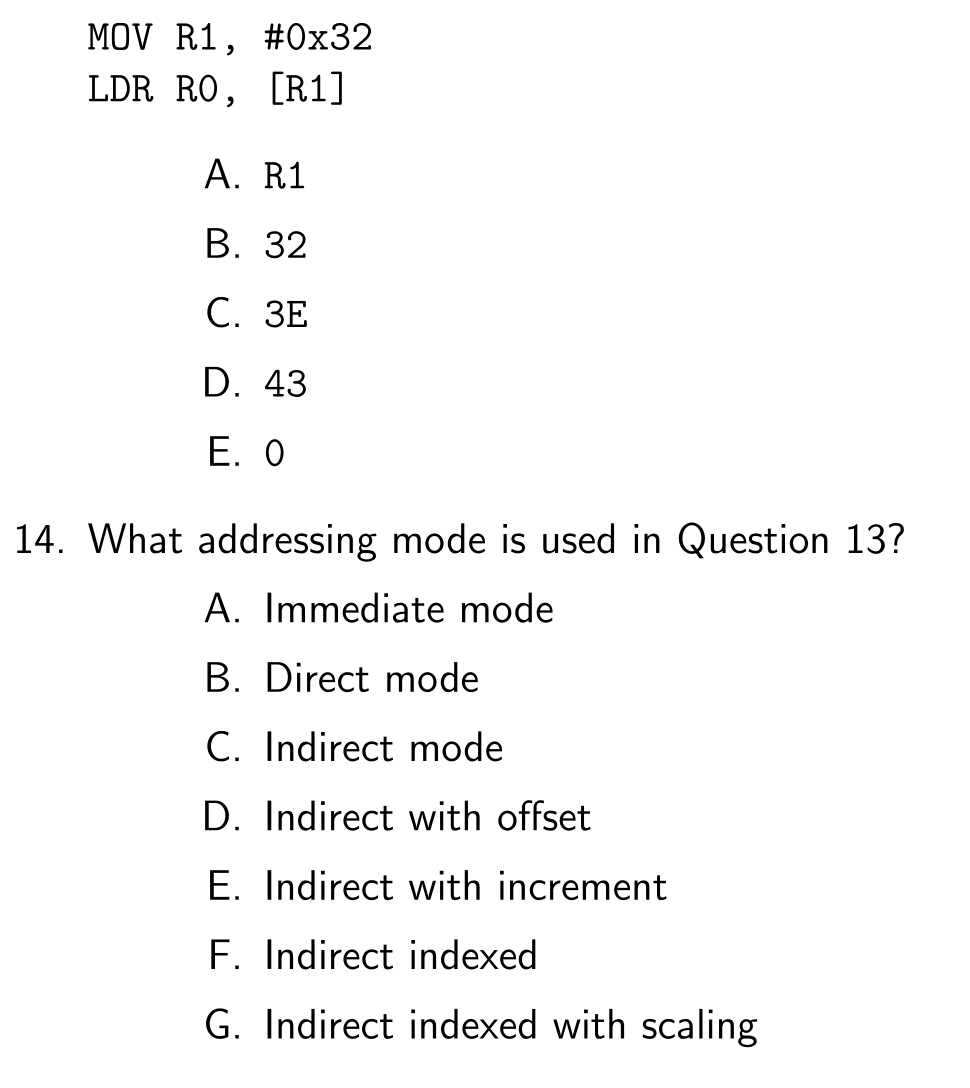 MOV R1, #0x32
LDR R0, [R1]
A. R1
B. 32
C. 3E
D. 43
E. 0
14. What addressing mode is used in Question 13?
A. Immediate mode
B. Direct mode
C. Indirect mode
D. Indirect with offset
E. Indirect with increment
F. Indirect indexed
G. Indirect indexed with scaling